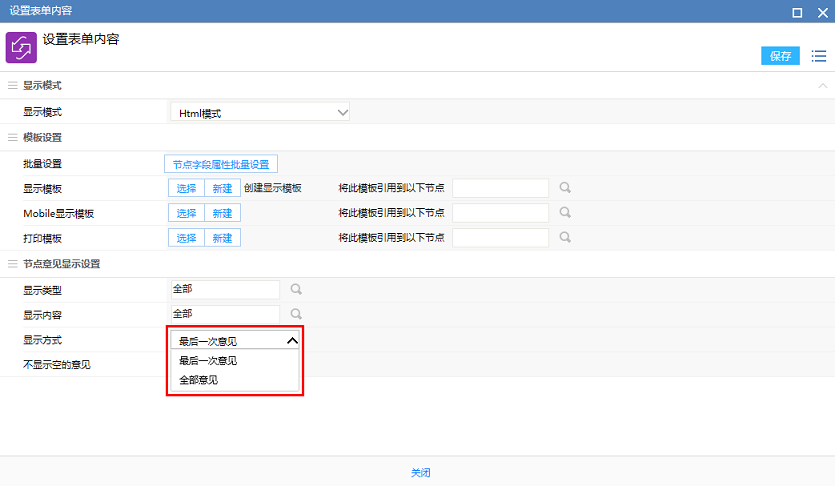 设置表单内容
设置表单内容
保存
显示模式
显示模式 Html模式
模板设置
批量设置 节点字段属性批量设置
显示模板 选择 新建 创建显示模板 将此模板引用到以下节点
Mobile显示模板 选择 新建 将此模板引用到以下节点
打印模板 选择 新建 将此模板引用到以下节点
节点意见显示设置
显示类型 全部
显示内容 全部
显示方式 最后一次意见
最后一次意见
不显示空的意见
全部意见
关闭